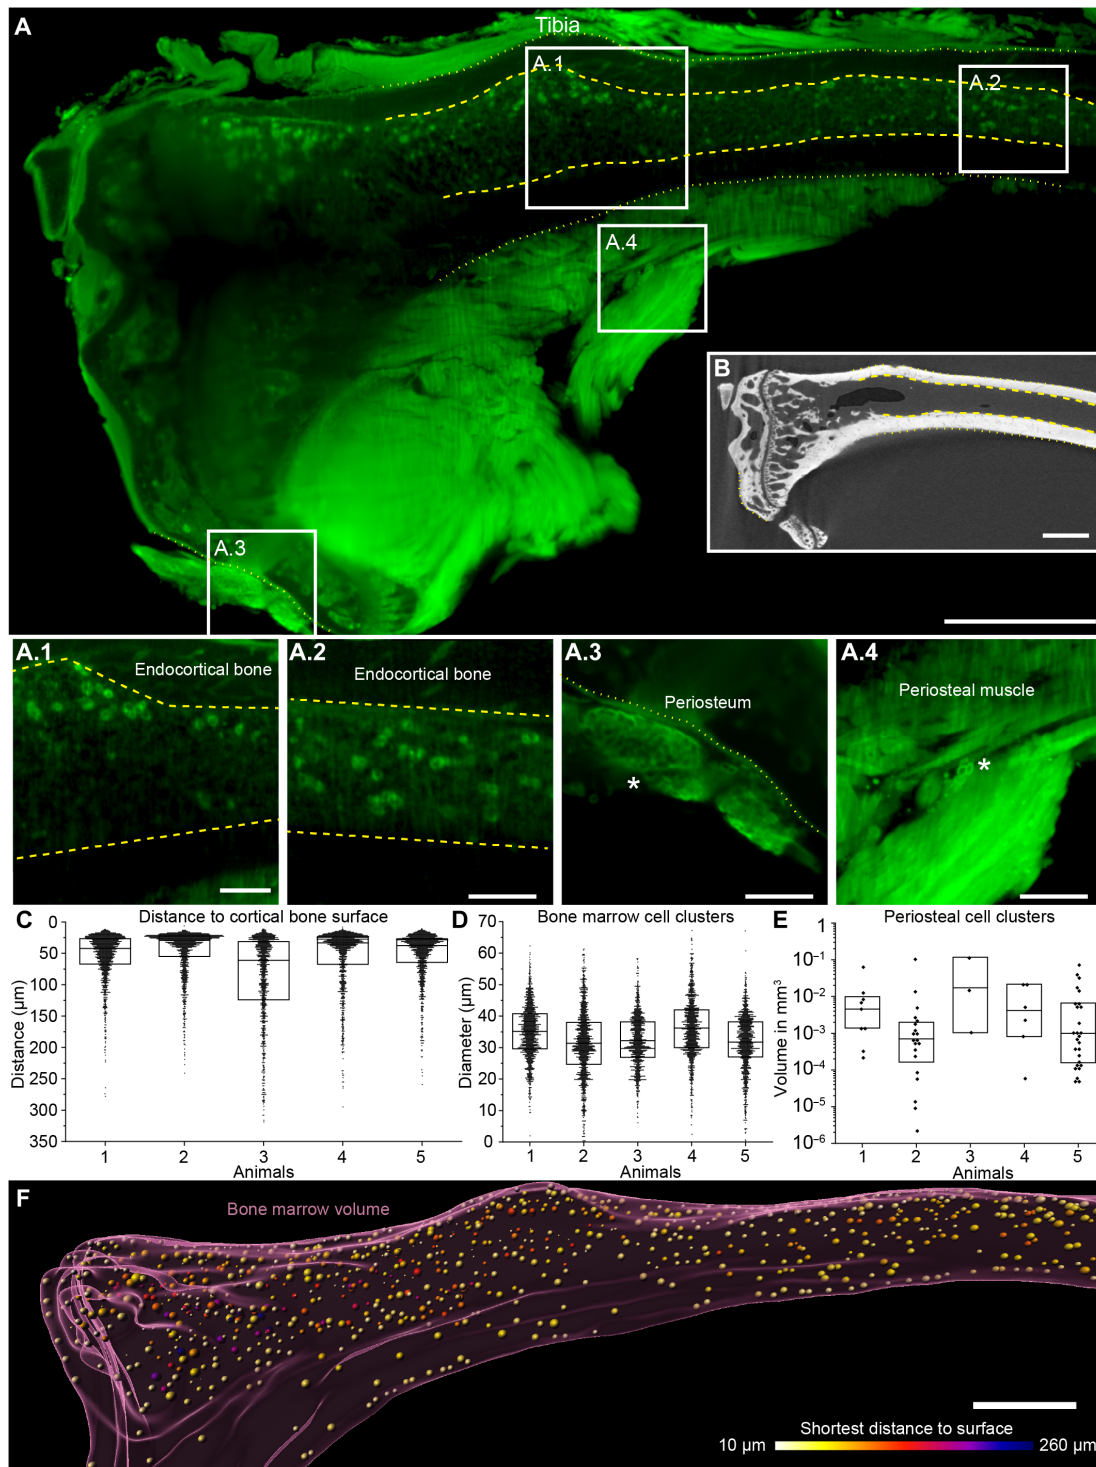 A
Tibia
A.1
A.2
A.4
A.3
B
A.1
Endocortical bone
A.2
Endocortical bone
A.3
Periosteum
*
A.4
Periosteal muscle
*
C
Distance to cortical bone surface
Distance (µm)
0
50
100
150
200
250
300
350
1 2 3 4 5
Animals
D
Bone marrow cell clusters
Diameter (µm)
70
60
50
40
30
20
10
0
1 2 3 4 5
Animals
E
Periosteal cell clusters
Volume in mm³
1
10⁻¹
10⁻²
10⁻³
10⁻⁴
10⁻⁵
10⁻⁶
1 2 3 4 5
Animals
F
Bone marrow volume
Shortest distance to surface
10 µm 260 µm